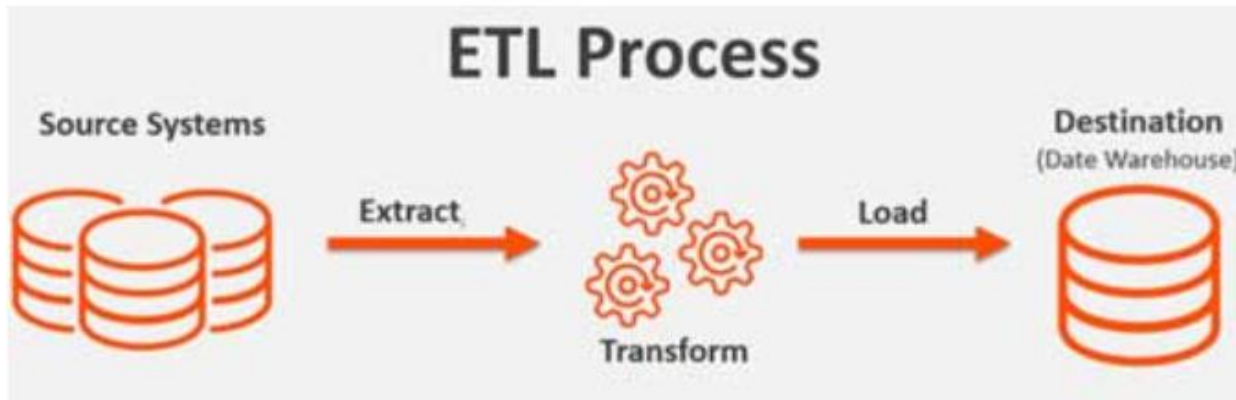 ETL Process
Source Systems
Extract
Transform
Load
Destination
(Date Warehouse)